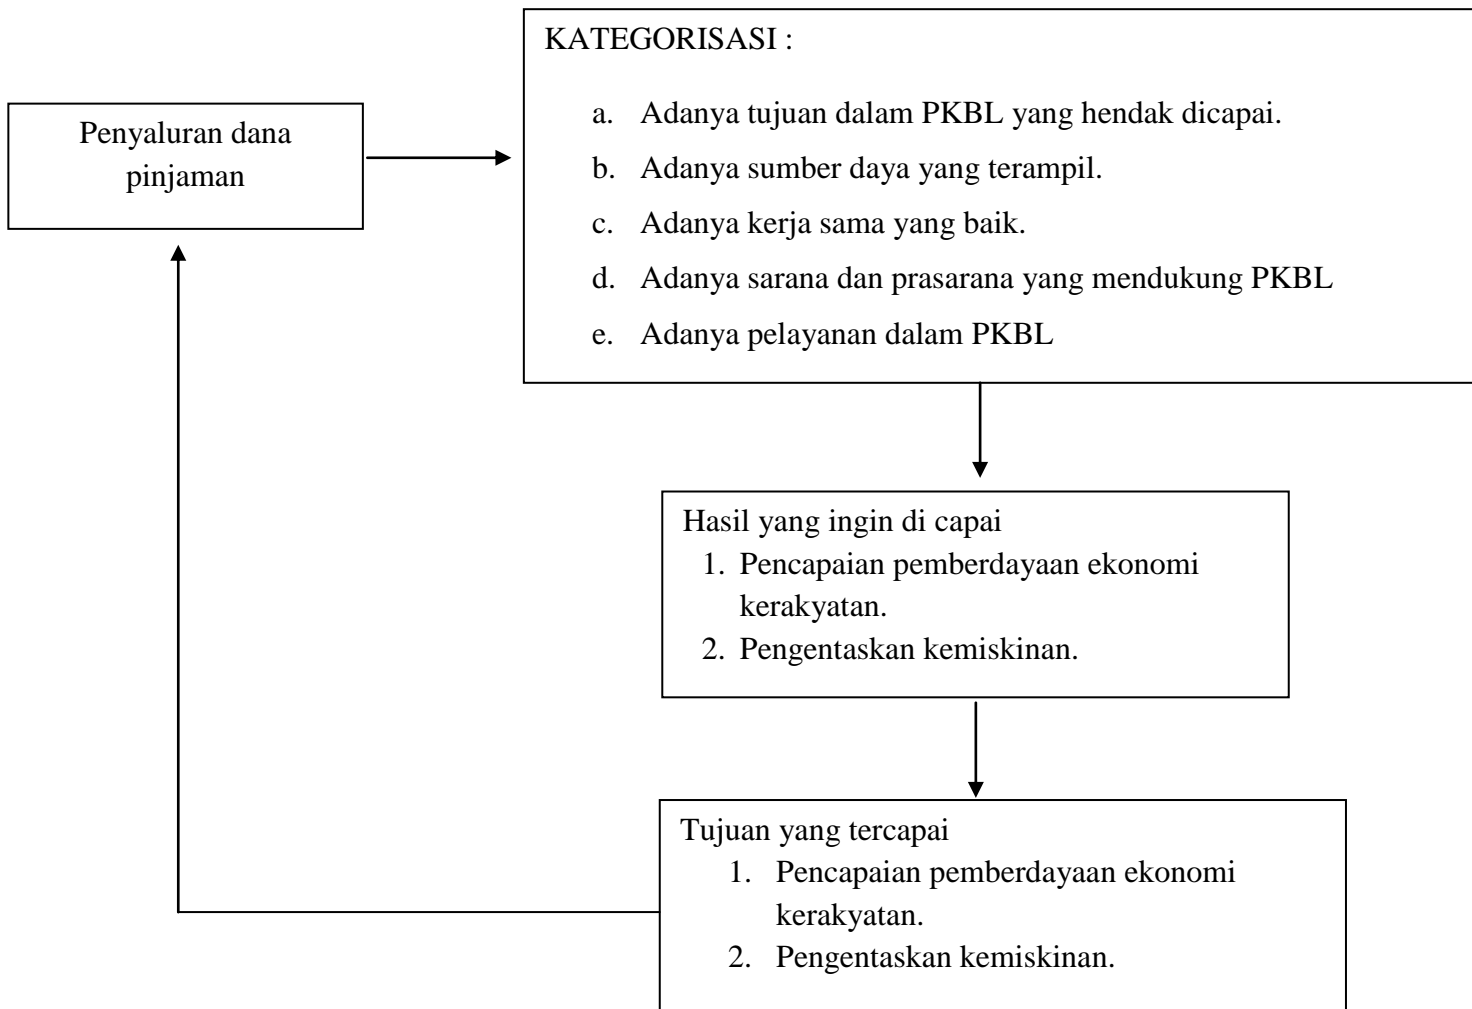 Penyaluran dana
pinjaman
KATEGORISASI :
a. Adanya tujuan dalam PKBL yang hendak dicapai.
b. Adanya sumber daya yang terampil.
c. Adanya kerja sama yang baik.
d. Adanya sarana dan prasarana yang mendukung PKBL
e. Adanya pelayanan dalam PKBL
Hasil yang ingin di capai
1. Pencapaian pemberdayaan ekonomi
kerakyatan.
2. Pengentaskan kemiskinan.
Tujuan yang tercapai
1. Pencapaian pemberdayaan ekonomi
kerakyatan.
2. Pengentaskan kemiskinan.